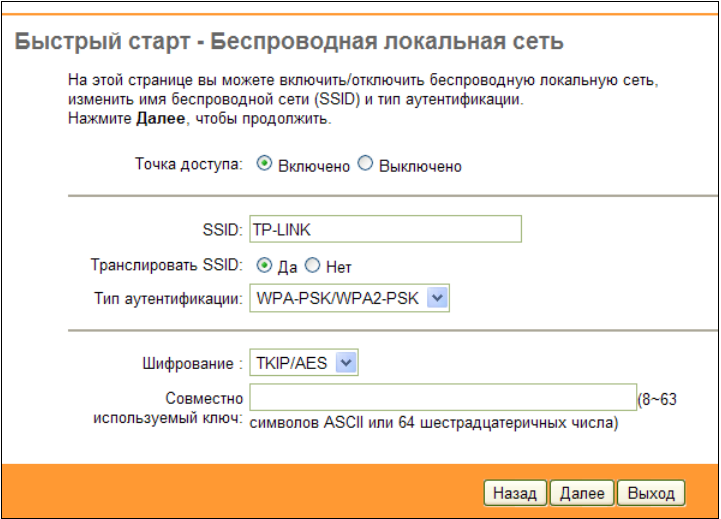 Быстрый старт - Беспроводная локальная сеть
На этой странице вы можете включить/отключить беспроводную локальную сеть,
изменить имя беспроводной сети (SSID) и тип аутентификации.
Нажмите Далее, чтобы продолжить.
Точка доступа: Включено Выключено
SSID: TP-LINK
Транслировать SSID: Да Нет
Тип аутентификации: WPA-PSK/WPA2-PSK
Шифрование : TKIP/AES
Совместно (8~63
используемый ключ: символов ASCII или 64 шестрадцатеричных числа)
Назад Далее Выход